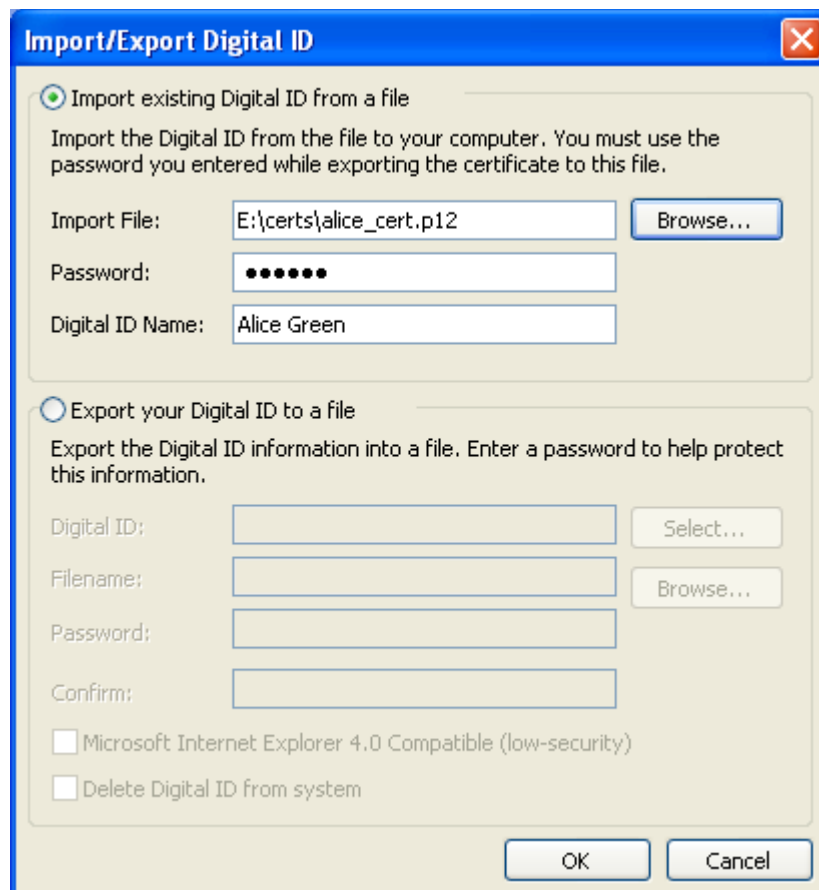 Import/Export Digital ID
Import existing Digital ID from a file
Import the Digital ID from the file to your computer. You must use the
password you entered while exporting the certificate to this file.
Import File: E:\certs\alice_cert.p12 Browse...
Password: ●●●●●●
Digital ID Name: Alice Green
Export your Digital ID to a file
Export the Digital ID information into a file. Enter a password to help protect
this information.
Digital ID: Select...
Filename: Browse...
Password:
Confirm:
Microsoft Internet Explorer 4.0 Compatible (low-security)
Delete Digital ID from system
OK Cancel